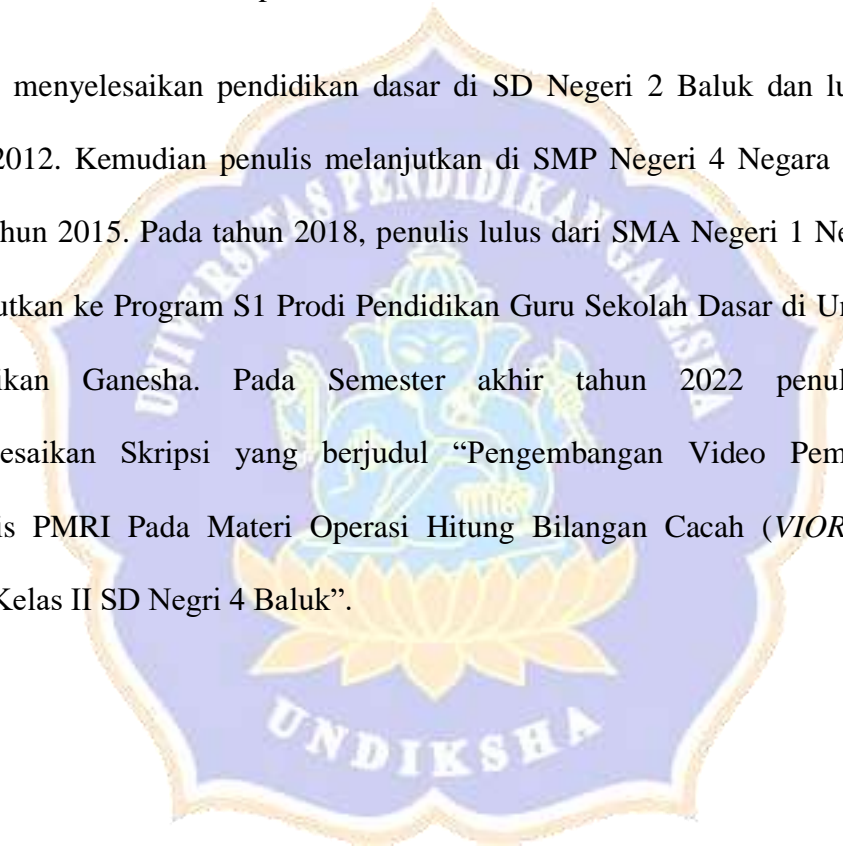 menyelesaikan pendidikan dasar di SD Negeri 2 Baluk dan lu
2012. Kemudian penulis melanjutkan di SMP Negeri 4 Negara
hun 2015. Pada tahun 2018, penulis lulus dari SMA Negeri 1 Ne
utkan ke Program S1 Prodi Pendidikan Guru Sekolah Dasar di Un
ikan Ganesha. Pada Semester akhir tahun 2022 penul
esaikan Skripsi yang berjudul “Pengembangan Video Pem
is PMRI Pada Materi Operasi Hitung Bilangan Cacah (VIOR
Kelas II SD Negri 4 Baluk”.
UNIVERSITAS PENDIDIKAN GANESHA
UNDIKSHA